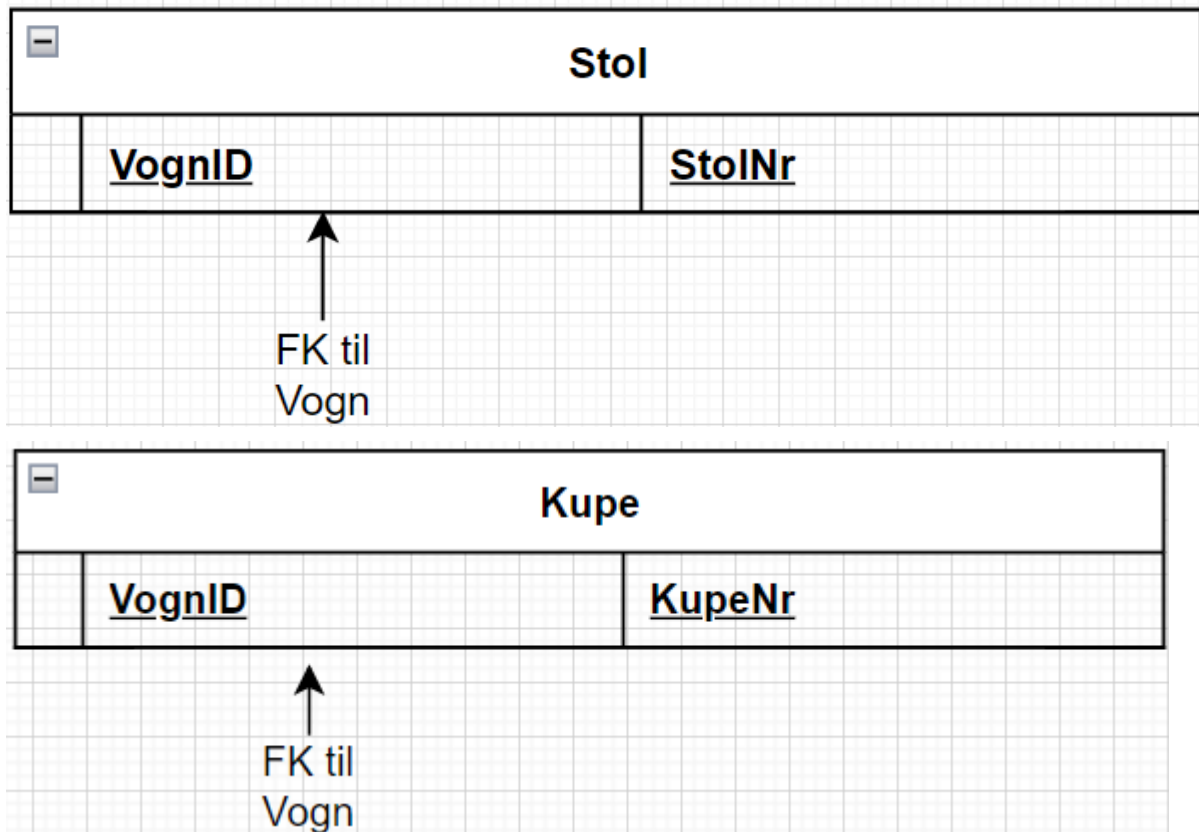 Stol
VognID StolNr
FK til
Vogn
Kupe
VognID KupeNr
FK til
Vogn